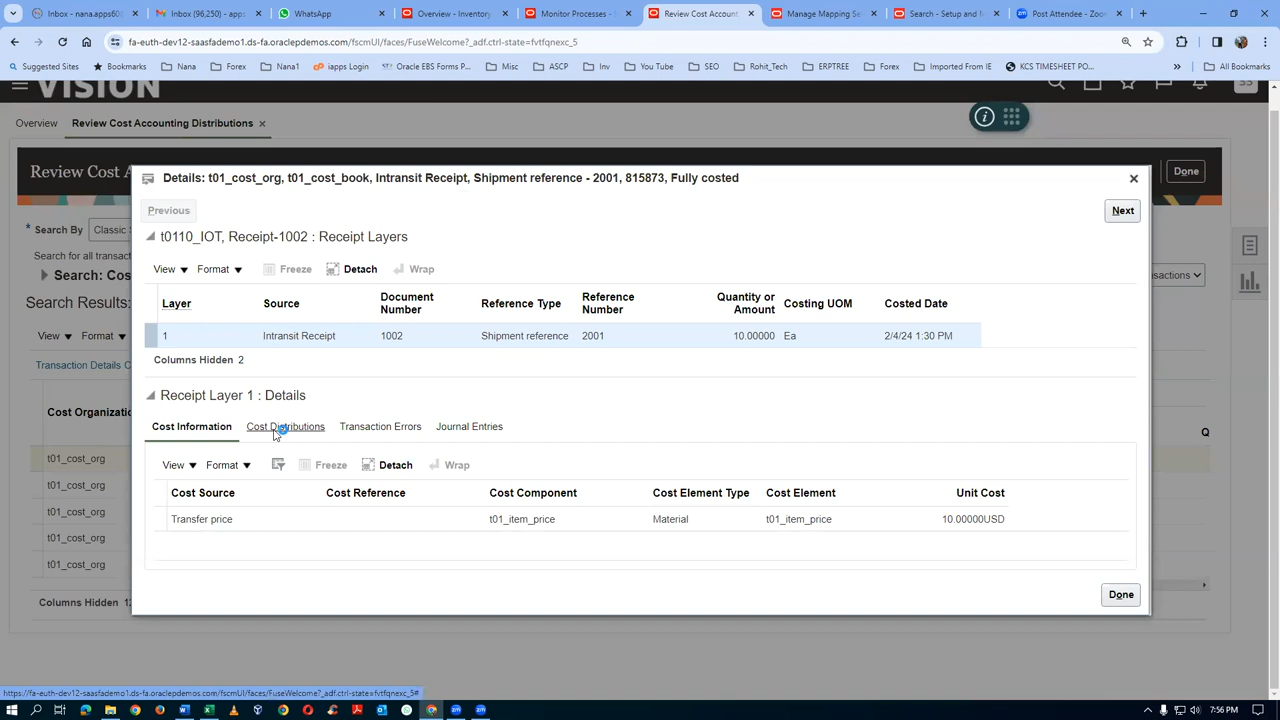 Inbox - nana.apps60
Inbox (96,250) - apps
WhatsApp
Overview - Inventory
Monitor Processes -
Review Cost Account
Manage Mapping Se
Search - Setup and M
Post Attendee - Zoo
fa-euth-dev12-saasfademo1.ds-fa.oraclepdemos.com/fscmUI/faces/FuseWelcome?_adf.ctrl-state=fvtfqnexc_5
Suggested Sites
Bookmarks
Nana
Forex
Nana1
iapps Login
Oracle EBS Forms P...
Misc
ASCP
Inv
You Tube
SEO
Rohit_Tech
ERPTREE
Forex
Imported From IE
KCS TIMESHEET PO...
»
All Bookmarks
VISION
Overview
Review Cost Accounting Distributions
Review Cost A
Done
* Search By
Classic
Search for all transac
Search: Cos
nsactions
Search Results:
View
Format
Transaction Details C
Cost Organizatio
Q
t01_cost_org
t01_cost_org
t01_cost_org
t01_cost_org
t01_cost_org
Columns Hidden 12
Details: t01_cost_org, t01_cost_book, Intransit Receipt, Shipment reference - 2001, 815873, Fully costed
Previous
Next
t0110_IOT, Receipt-1002 : Receipt Layers
View Format Freeze Detach Wrap
Layer Source Document Number Reference Type Reference Number Quantity or Amount Costing UOM Costed Date
1 Intransit Receipt 1002 Shipment reference 2001 10.00000 Ea 2/4/24 1:30 PM
Columns Hidden 2
Receipt Layer 1 : Details
Cost Information Cost Distributions Transaction Errors Journal Entries
View Format Freeze Detach Wrap
Cost Source Cost Reference Cost Component Cost Element Type Cost Element Unit Cost
Transfer price t01_item_price Material t01_item_price 10.00000USD
Done
https://fa-euth-dev12-saasfademo1.ds-fa.oraclepdemos.com/fscmUI/faces/FuseWelcome?_adf.ctrl-state=fvtfqnexc_5#
7:56 PM